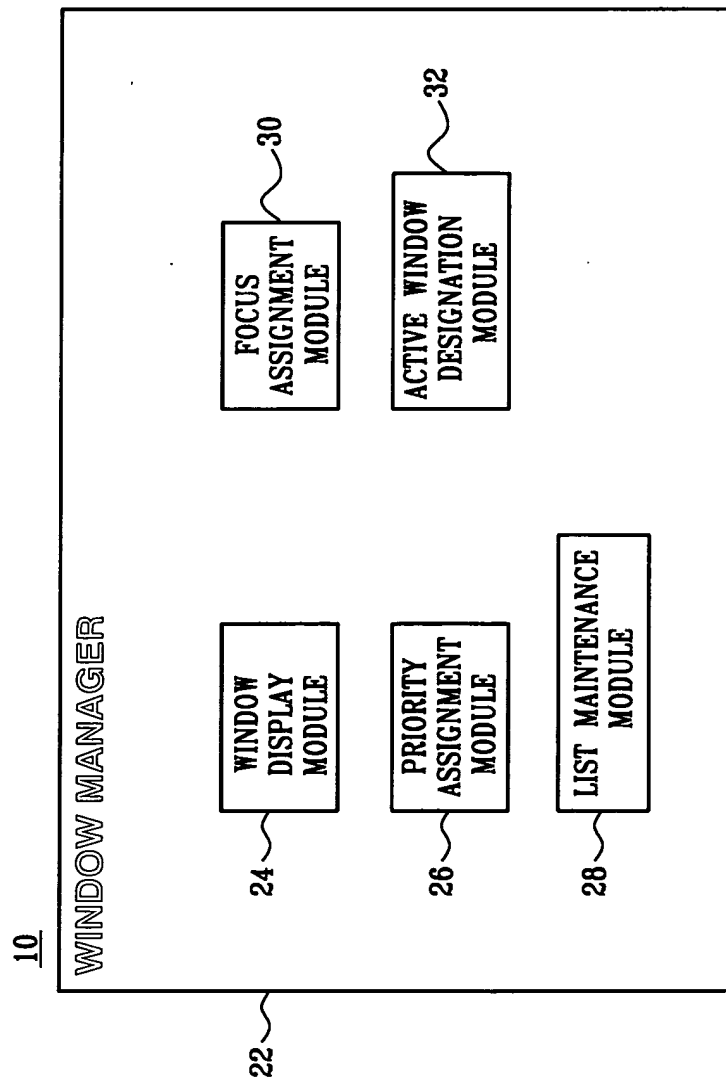 10
WINDOW MANAGER
22
24
WINDOW
DISPLAY
MODULE
FOCUS
ASSIGNMENT
MODULE
30
26
PRIORITY
ASSIGNMENT
MODULE
ACTIVE WINDOW
DESIGNATION
MODULE
32
28
LIST MAINTENANCE
MODULE